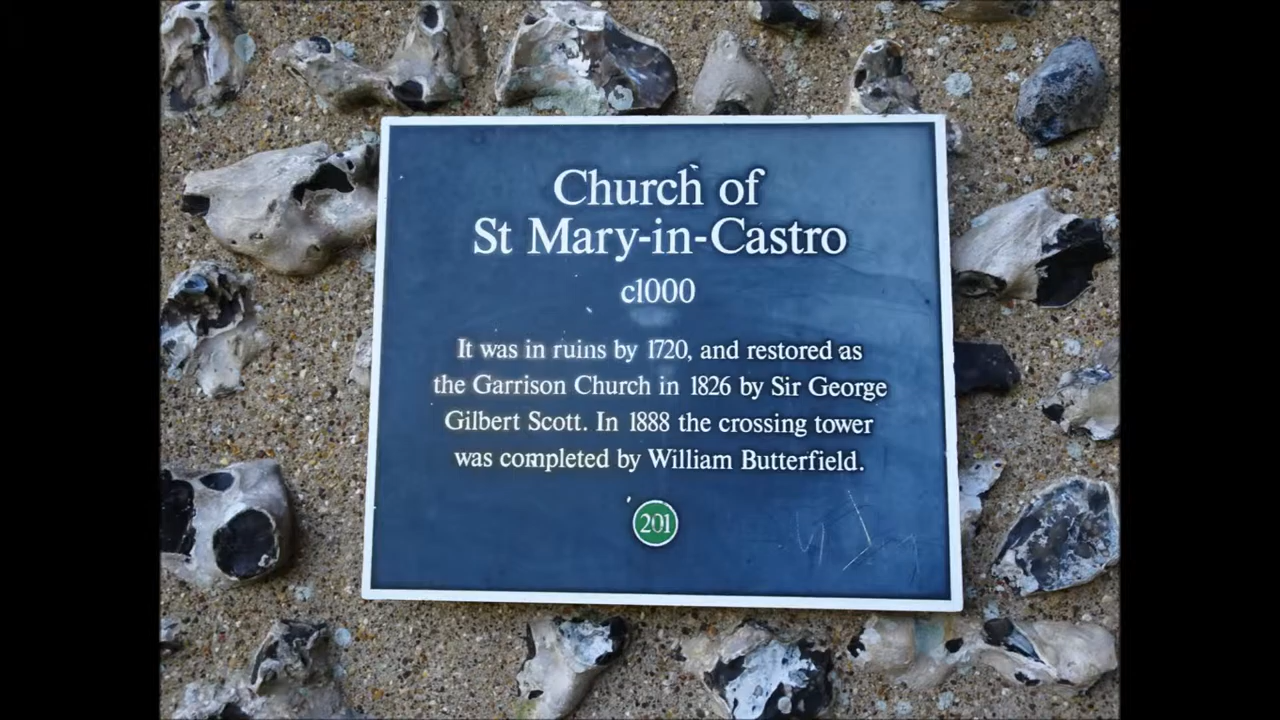 Church of
St Mary-in-Castro
c1000
It was in ruins by 1720, and restored as
the Garrison Church in 1826 by Sir George
Gilbert Scott. In 1888 the crossing tower
was completed by William Butterfield.
201